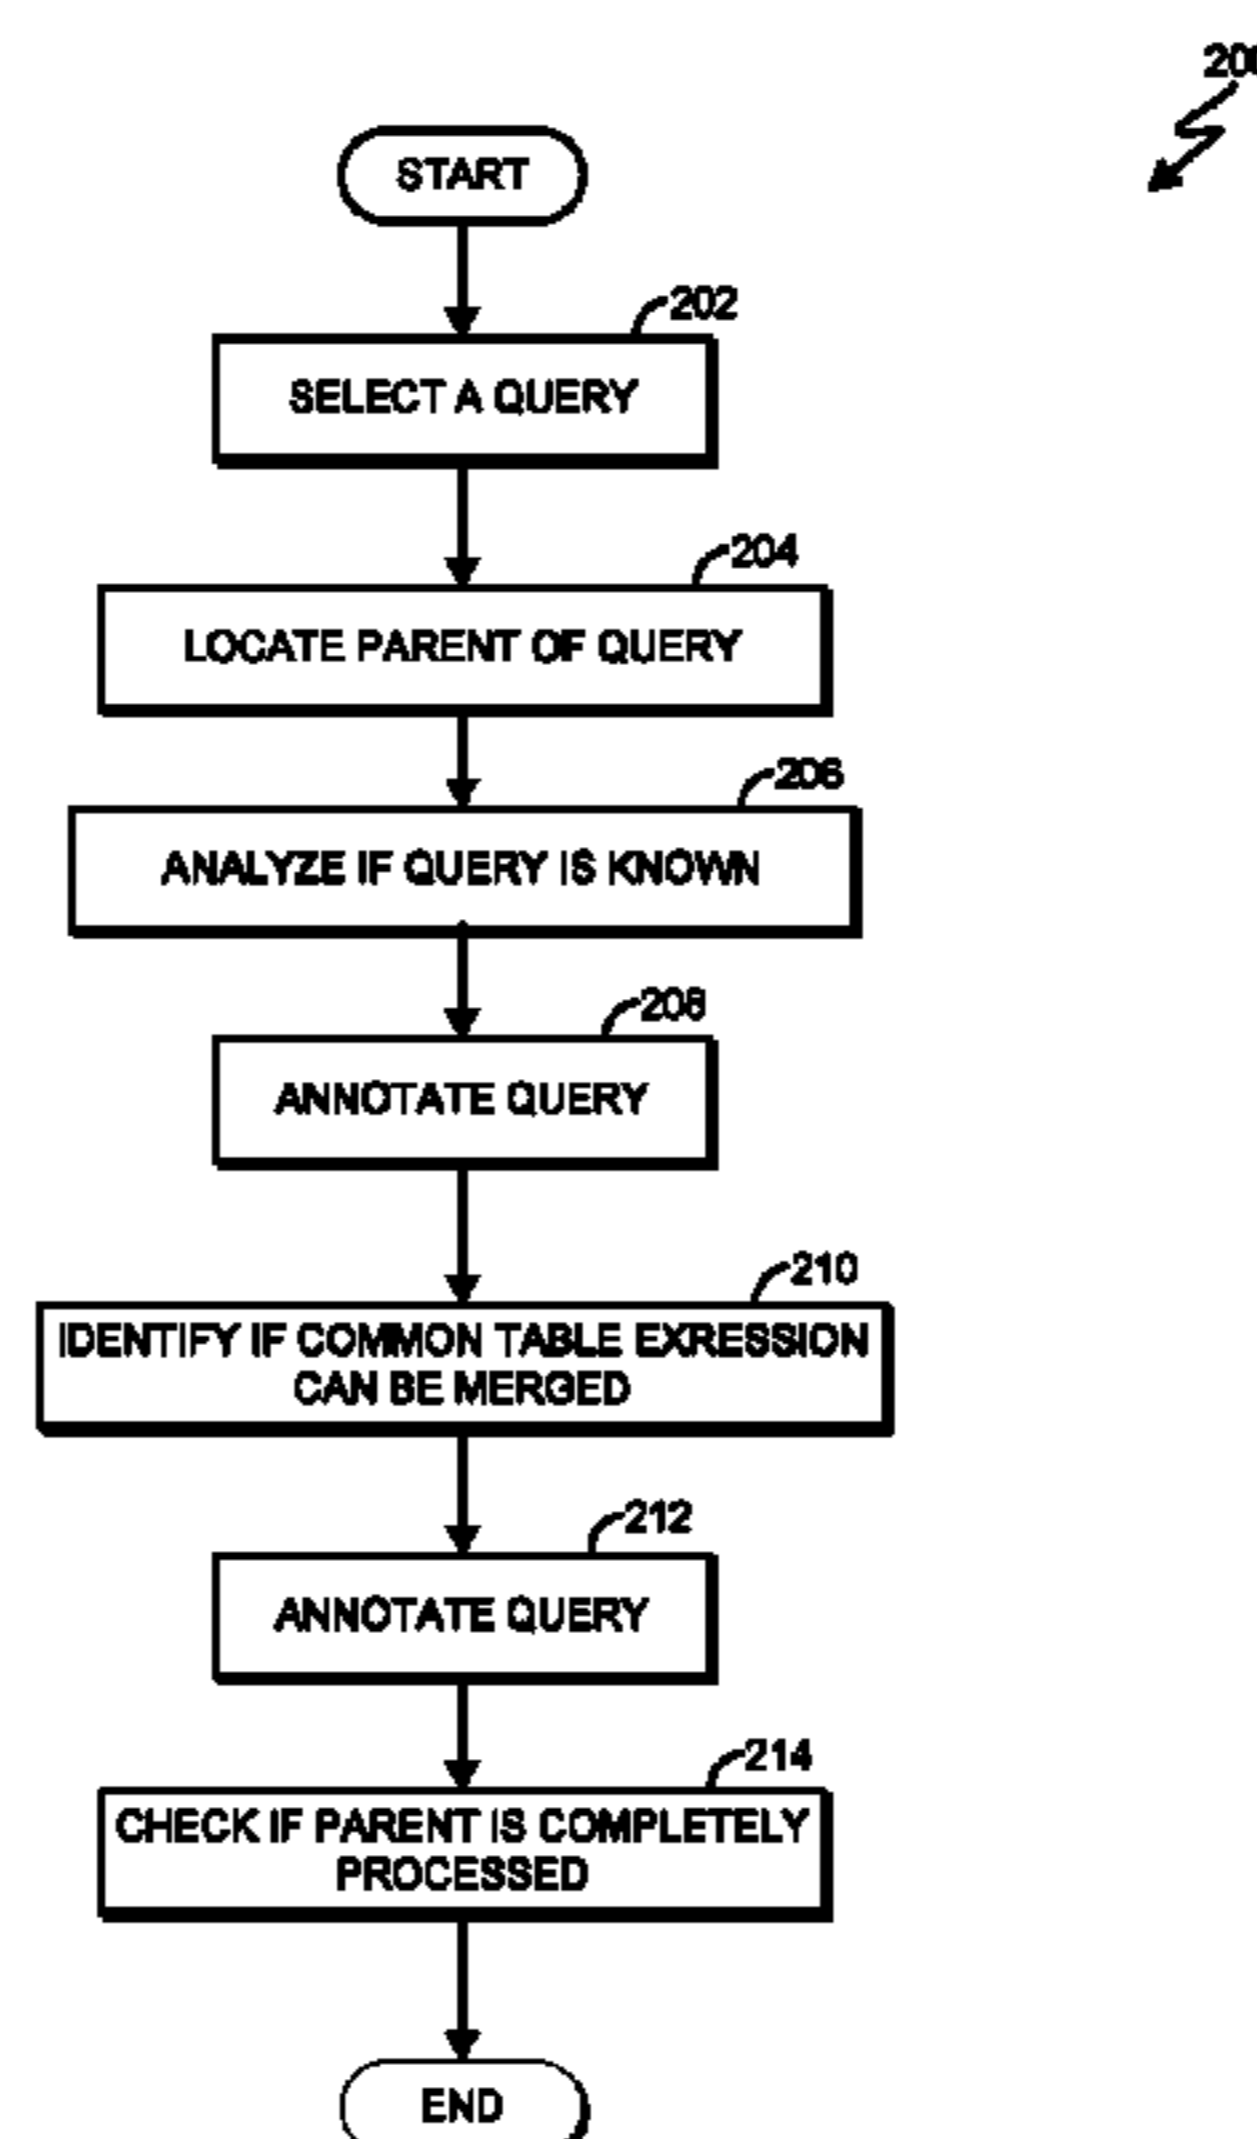 200
START
202
SELECT A QUERY
204
LOCATE PARENT OF QUERY
206
ANALYZE IF QUERY IS KNOWN
208
ANNOTATE QUERY
210
IDENTIFY IF COMMON TABLE EXRESSION
CAN BE MERGED
212
ANNOTATE QUERY
214
CHECK IF PARENT IS COMPLETELY
PROCESSED
END